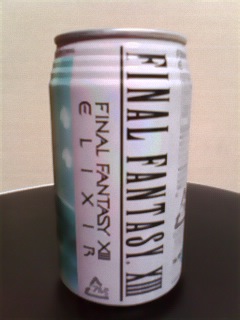 FINAL FANTASY XIII
ELIXIR
FINAL FANTASY, XIII